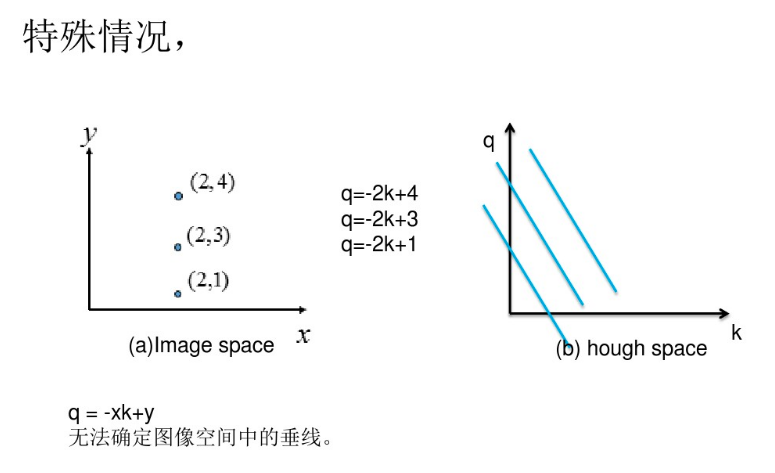 特殊情况，
y
(2,4)
(2,3)
(2,1)
x
(a)Image space
q=-2k+4
q=-2k+3
q=-2k+1
q
k
(b) hough space
q = -xk+y
无法确定图像空间中的垂线。